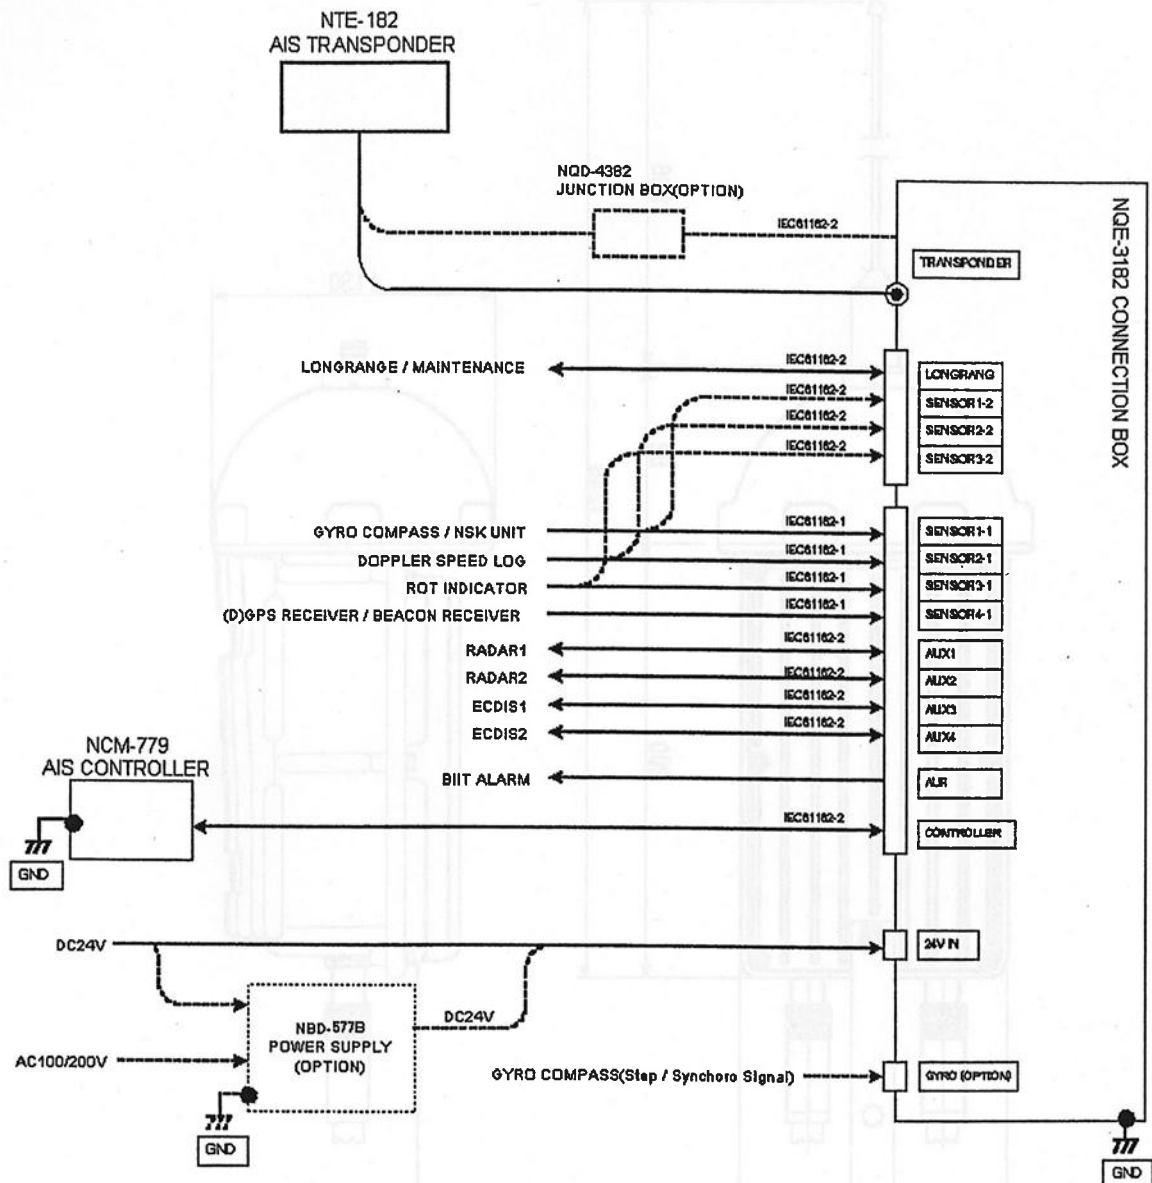 NTE-182
AIS TRANSPONDER
NQD-4382
JUNCTION BOX(OPTION)
IEC61162-2
TRANSPONDER
NQE-3182 CONNECTION BOX
LONGRANGE / MAINTENANCE
IEC61162-2
LONGRANG
IEC61162-2
SENSOR1-2
IEC61162-2
SENSOR2-2
IEC61162-2
SENSOR3-2
GYRO COMPASS / NSK UNIT
IEC61162-1
SENSOR1-1
DOPPLER SPEED LOG
IEC61162-1
SENSOR2-1
ROT INDICATOR
IEC61162-1
SENSOR3-1
(D)GPS RECEIVER / BEACON RECEIVER
IEC61162-1
SENSOR4-1
RADAR1
IEC61162-2
AUX1
RADAR2
IEC61162-2
AUX2
ECDIS1
IEC61162-2
AUX3
ECDIS2
IEC61162-2
AUX4
BIIT ALARM
ALR
NCM-779
AIS CONTROLLER
IEC61162-2
CONTROLLER
GND
DC24V
24V IN
NBD-577B
POWER SUPPLY
(OPTION)
DC24V
AC100/200V
GYRO COMPASS(Step / Synchoro Signal)
GYRO (OPTION)
GND
GND